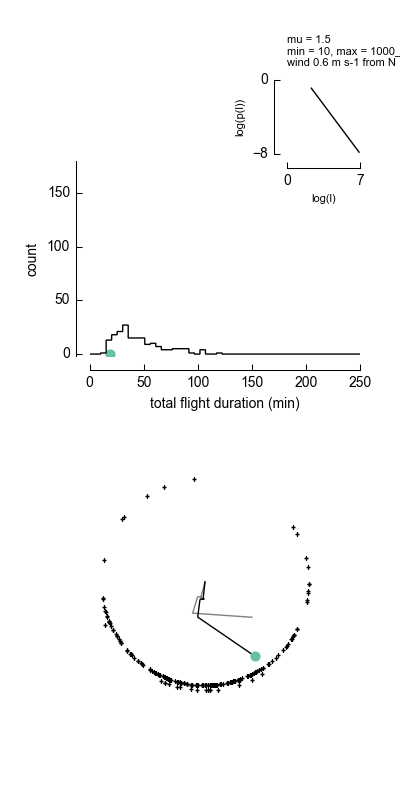 mu = 1.5
min = 10, max = 1000_
wind 0.6 m s-1 from N
0
−8
log(p(l))
0 7
log(l)
150
100
50
0
count
0 50 100 150 200 250
total flight duration (min)